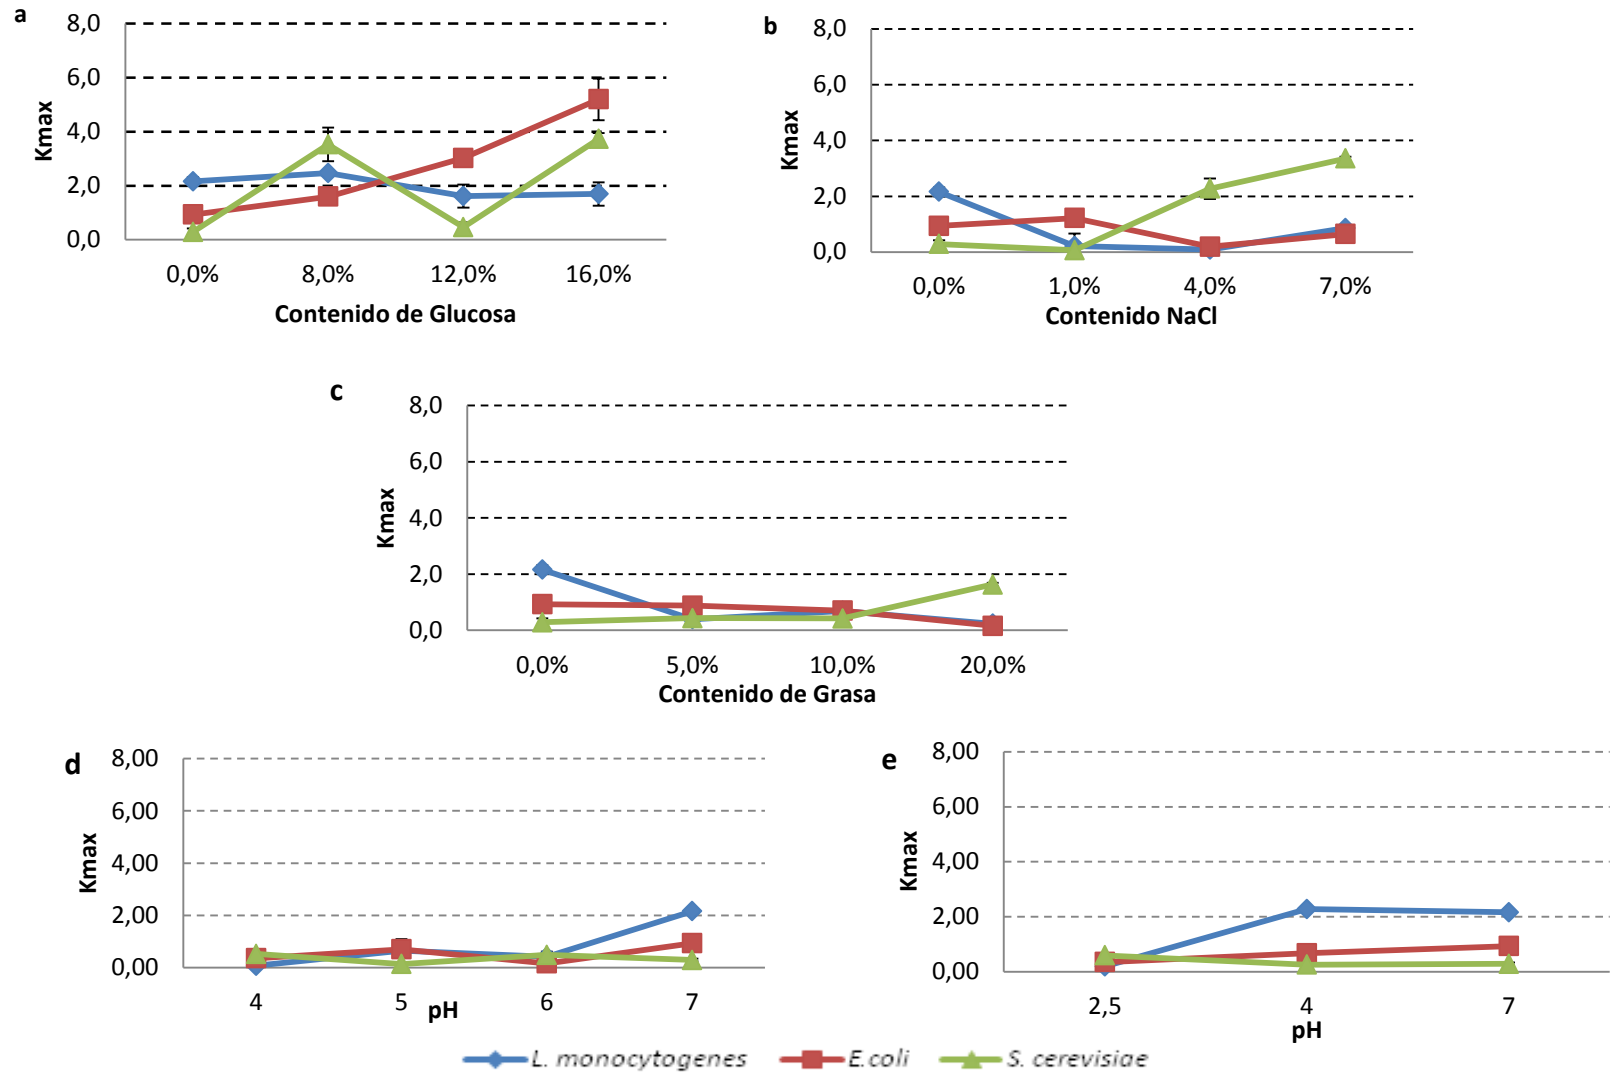 a
8,0
6,0
4,0
2,0
0,0
Kmax
0,0% 8,0% 12,0% 16,0%
Contenido de Glucosa
b
8,0
6,0
4,0
2,0
0,0
Kmax
0,0% 1,0% 4,0% 7,0%
Contenido NaCl
c
8,0
6,0
4,0
2,0
0,0
Kmax
0,0% 5,0% 10,0% 20,0%
Contenido de Grasa
d
8,00
6,00
4,00
2,00
0,00
Kmax
4 5 6 7
pH
e
8,00
6,00
4,00
2,00
0,00
Kmax
2,5 4 7
pH
L. monocytogenes E.coli S. cerevisiae